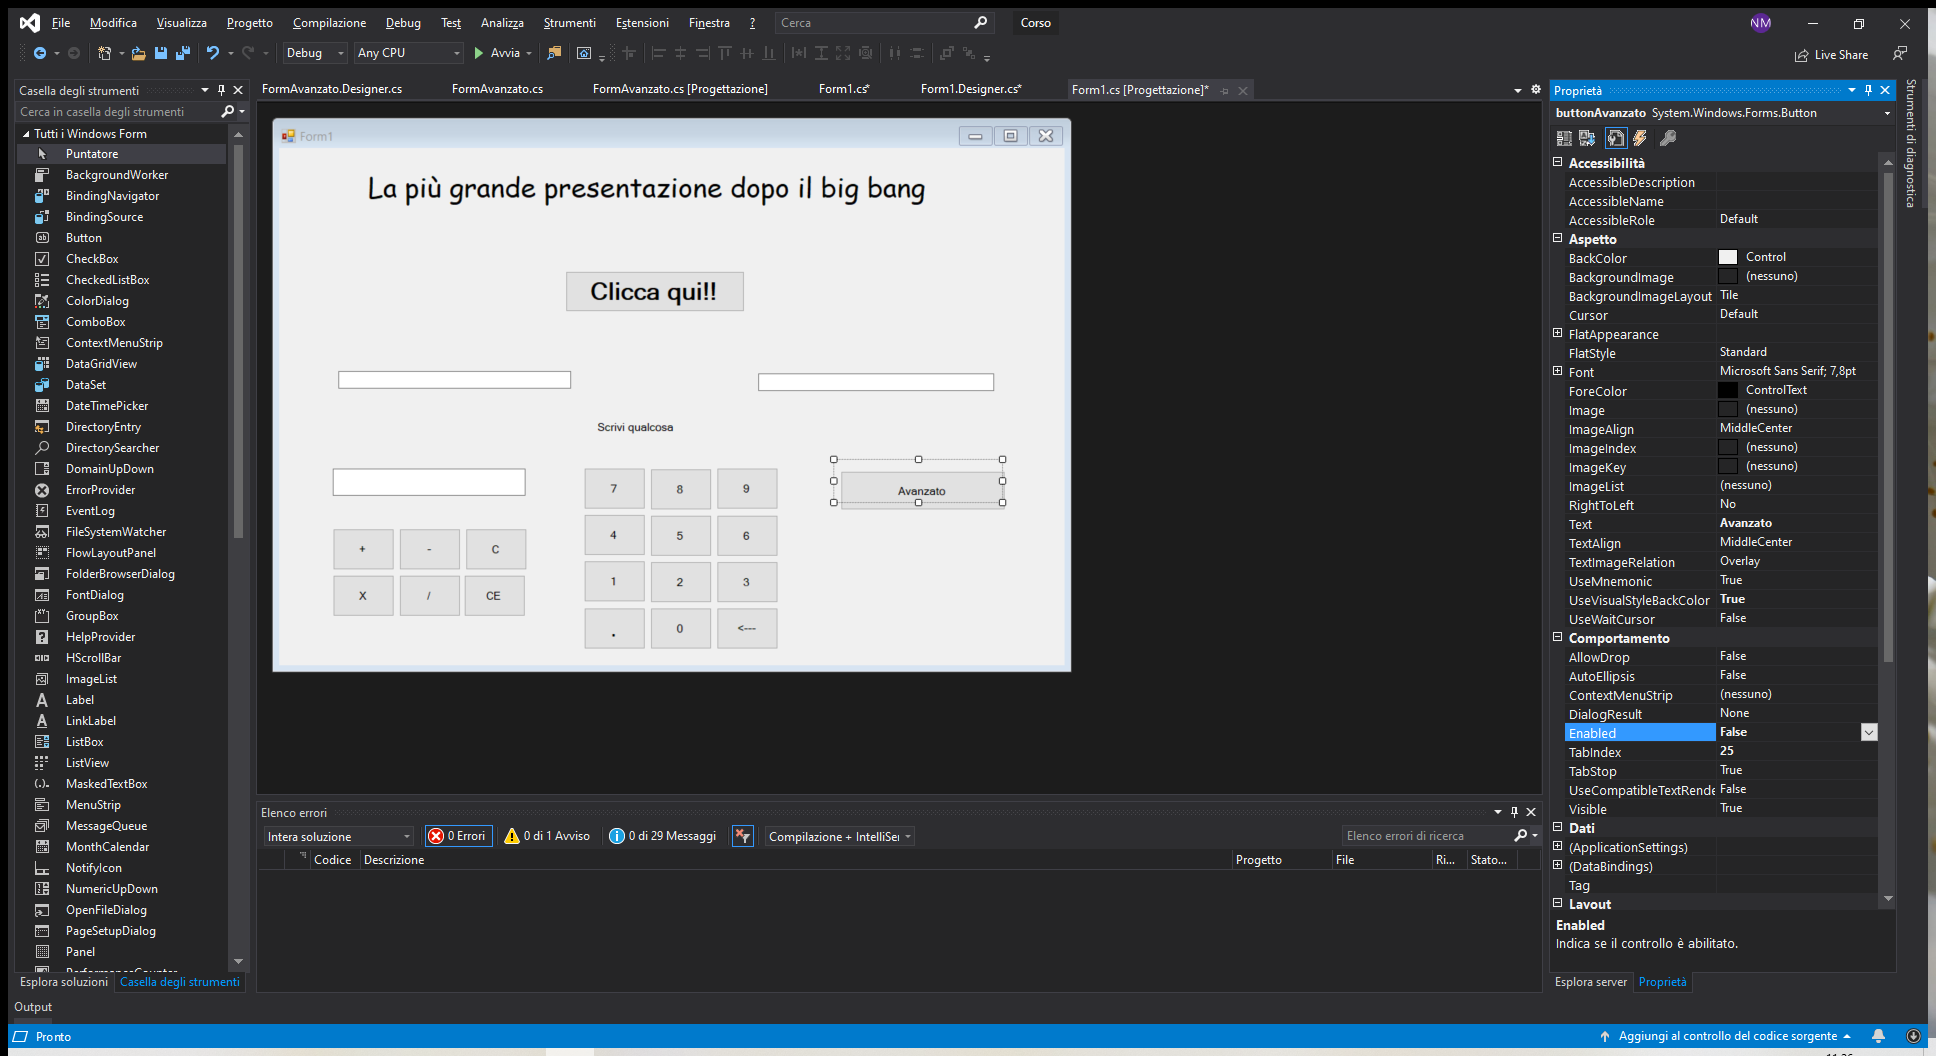 File Modifica Visualizza Progetto Compilazione Debug Test Analizza Strumenti Estensioni Finestra ? Cerca Corso NM
Debug Any CPU Avvia Live Share
Casella degli strumenti
Cerca in casella degli strumenti
Tutti i Windows Form
Puntatore
BackgroundWorker
BindingNavigator
BindingSource
Button
CheckBox
CheckedListBox
ColorDialog
ComboBox
ContextMenuStrip
DataGridView
DataSet
DateTimePicker
DirectoryEntry
DirectorySearcher
DomainUpDown
ErrorProvider
EventLog
FileSystemWatcher
FlowLayoutPanel
FolderBrowserDialog
FontDialog
GroupBox
HelpProvider
HScrollBar
ImageList
Label
LinkLabel
ListBox
ListView
MaskedTextBox
MenuStrip
MessageQueue
MonthCalendar
NotifyIcon
NumericUpDown
OpenFileDialog
PageSetupDialog
Panel
Esplora soluzioni Casella degli strumenti
Output
FormAvanzato.Designer.cs FormAvanzato.cs FormAvanzato.cs [Progettazione] Form1.cs* Form1.Designer.cs* Form1.cs [Progettazione]*
Form1
La più grande presentazione dopo il big bang
Clicca qui!!
Scrivi qualcosa
7 8 9
Avanzato
4 5 6
+ - C
1 2 3
X / CE
. 0 <---
Elenco errori
Intera soluzione 0 Errori 0 di 1 Avviso 0 di 29 Messaggi Compilazione + IntelliSe Elenco errori di ricerca
Codice Descrizione Progetto File Ri... Stato...
Proprietà
buttonAvanzato System.Windows.Forms.Button
Accessibilità
AccessibleDescription
AccessibleName
AccessibleRole Default
Aspetto
BackColor Control
BackgroundImage (nessuno)
BackgroundImageLayout Tile
Cursor Default
FlatAppearance
FlatStyle Standard
Font Microsoft Sans Serif; 7,8pt
ForeColor ControlText
Image (nessuno)
ImageAlign MiddleCenter
ImageIndex (nessuno)
ImageKey (nessuno)
ImageList (nessuno)
RightToLeft No
Text Avanzato
TextAlign MiddleCenter
TextImageRelation Overlay
UseMnemonic True
UseVisualStyleBackColor True
UseWaitCursor False
Comportamento
AllowDrop False
AutoEllipsis False
ContextMenuStrip (nessuno)
DialogResult None
Enabled False
TabIndex 25
TabStop True
UseCompatibleTextRende False
Visible True
Dati
(ApplicationSettings)
(DataBindings)
Tag
Layout
Enabled
Indica se il controllo è abilitato.
Esplora server Proprietà
Strumenti di diagnostica
Pronto Aggiungi al controllo del codice sorgente